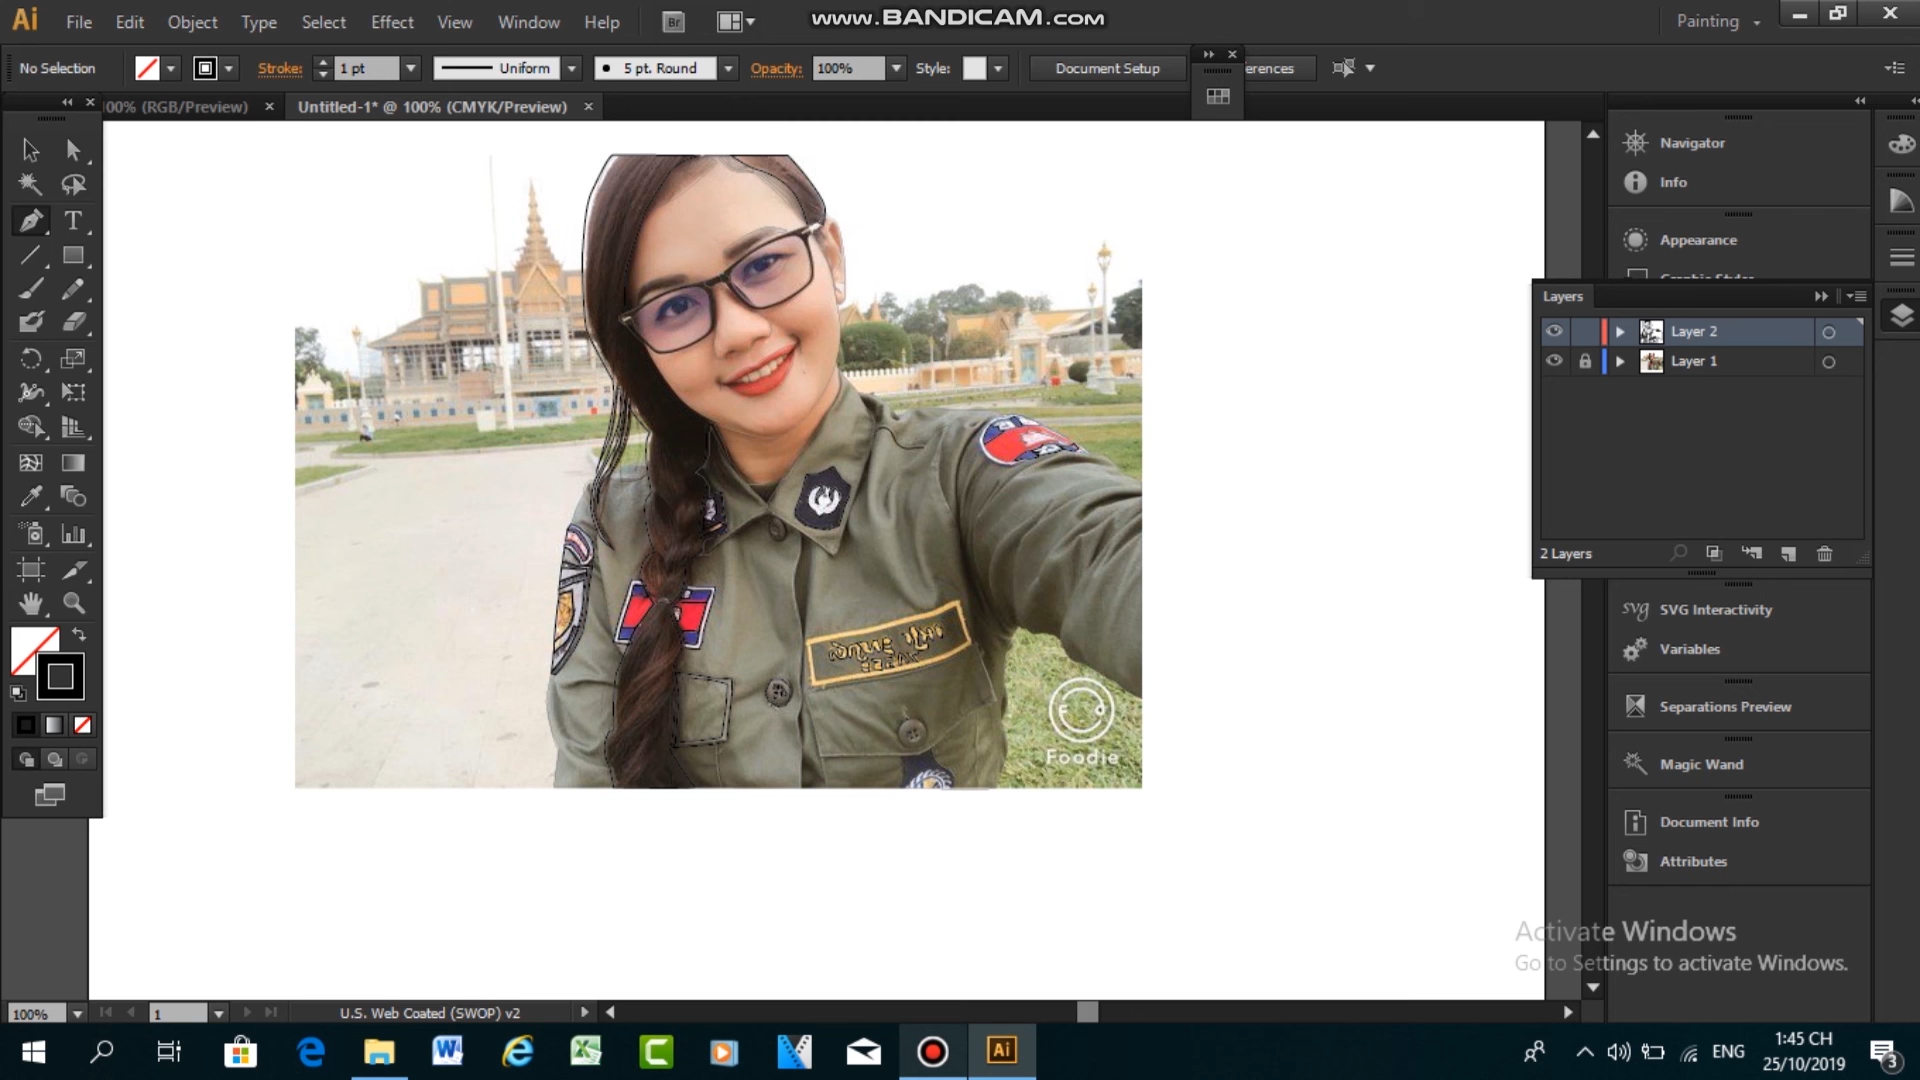 www.BANDICAM.com
Ai File Edit Object Type Select Effect View Window Help Br Painting
No Selection Stroke: 1 pt Uniform 5 pt. Round Opacity: 100% Style: Document Setup erences
00% (RGB/Preview) × Untitled-1* @ 100% (CMYK/Preview) ×
Navigator
Info
Appearance
Layers
Layer 2
Layer 1
2 Layers
SVG Interactivity
Variables
Separations Preview
Magic Wand
Document Info
Attributes
Foodie
Activate Windows
Go to Settings to activate Windows.
100% 1 U.S. Web Coated (SWOP) v2
ENG
1:45 CH
25/10/2019
3